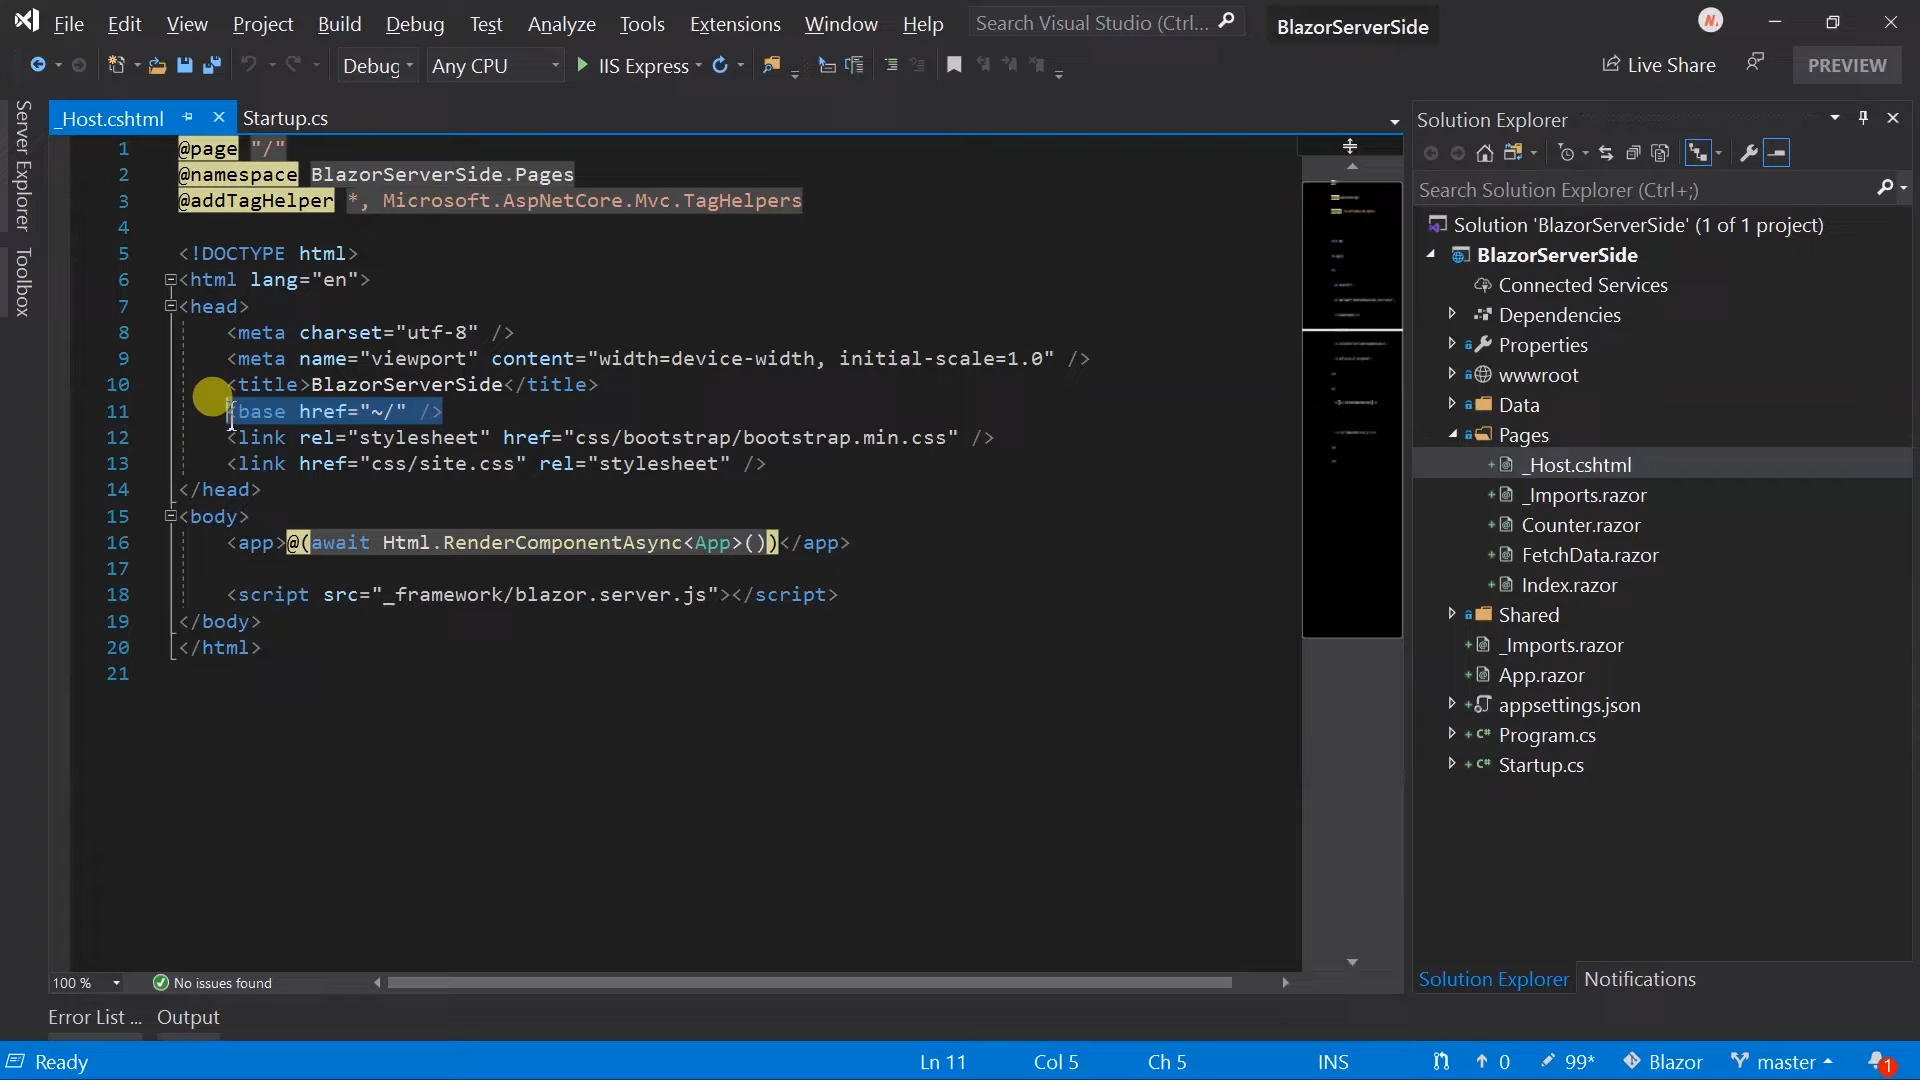 File Edit View Project Build Debug Test Analyze Tools Extensions Window Help Search Visual Studio (Ctrl... BlazorServerSide
Debug Any CPU IIS Express Live Share PREVIEW
Server Explorer
Toolbox
_Host.cshtml Startup.cs
1 @page "/"
2 @namespace BlazorServerSide.Pages
3 @addTagHelper *, Microsoft.AspNetCore.Mvc.TagHelpers
4
5 <!DOCTYPE html>
6 <html lang="en">
7 <head>
8 <meta charset="utf-8" />
9 <meta name="viewport" content="width=device-width, initial-scale=1.0" />
10 <title>BlazorServerSide</title>
11 <base href="~/" />
12 <link rel="stylesheet" href="css/bootstrap/bootstrap.min.css" />
13 <link href="css/site.css" rel="stylesheet" />
14 </head>
15 <body>
16 <app>@(await Html.RenderComponentAsync<App>())</app>
17
18 <script src="_framework/blazor.server.js"></script>
19 </body>
20 </html>
21
100 % No issues found
Error List ... Output
Solution Explorer
Search Solution Explorer (Ctrl+;)
Solution 'BlazorServerSide' (1 of 1 project)
BlazorServerSide
Connected Services
Dependencies
Properties
wwwroot
Data
Pages
_Host.cshtml
_Imports.razor
Counter.razor
FetchData.razor
Index.razor
Shared
_Imports.razor
App.razor
appsettings.json
Program.cs
Startup.cs
Solution Explorer Notifications
Ready Ln 11 Col 5 Ch 5 INS 0 99* Blazor master 1